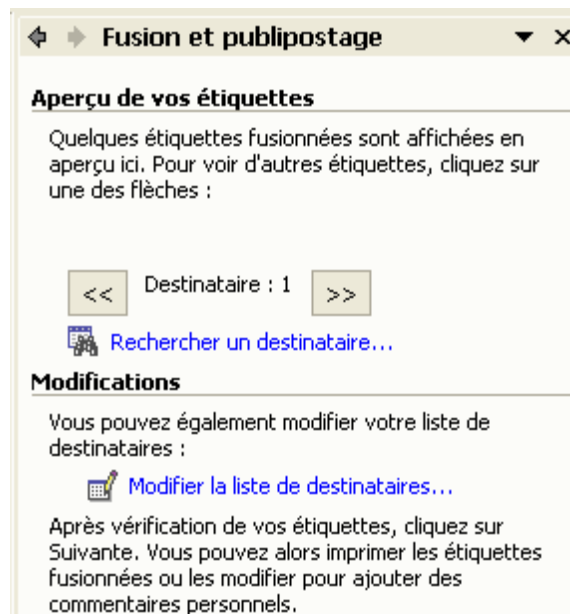 Fusion et publipostage
Aperçu de vos étiquettes
Quelques étiquettes fusionnées sont affichées en
aperçu ici. Pour voir d'autres étiquettes, cliquez sur
une des flèches :
<< Destinataire : 1 >>
Rechercher un destinataire...
Modifications
Vous pouvez également modifier votre liste de
destinataires :
Modifier la liste de destinataires...
Après vérification de vos étiquettes, cliquez sur
Suivante. Vous pouvez alors imprimer les étiquettes
fusionnées ou les modifier pour ajouter des
commentaires personnels.